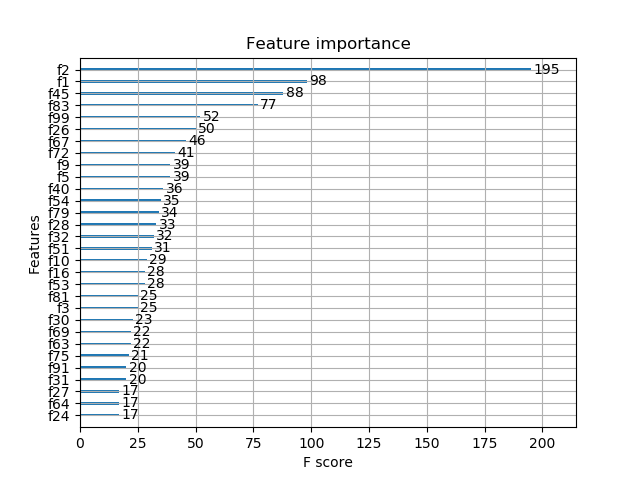 Feature importance
f2 195
f1 98
f45 88
f83 77
f99 52
f26 50
f67 46
f72 41
f9 39
f5 39
f40 36
f54 35
f79 34
f28 33
f32 32
f51 31
f10 29
f16 28
f53 28
f81 25
f3 25
f30 23
f69 22
f63 22
f75 21
f91 20
f31 20
f27 17
f64 17
f24 17
Features
0 25 50 75 100 125 150 175 200
F score